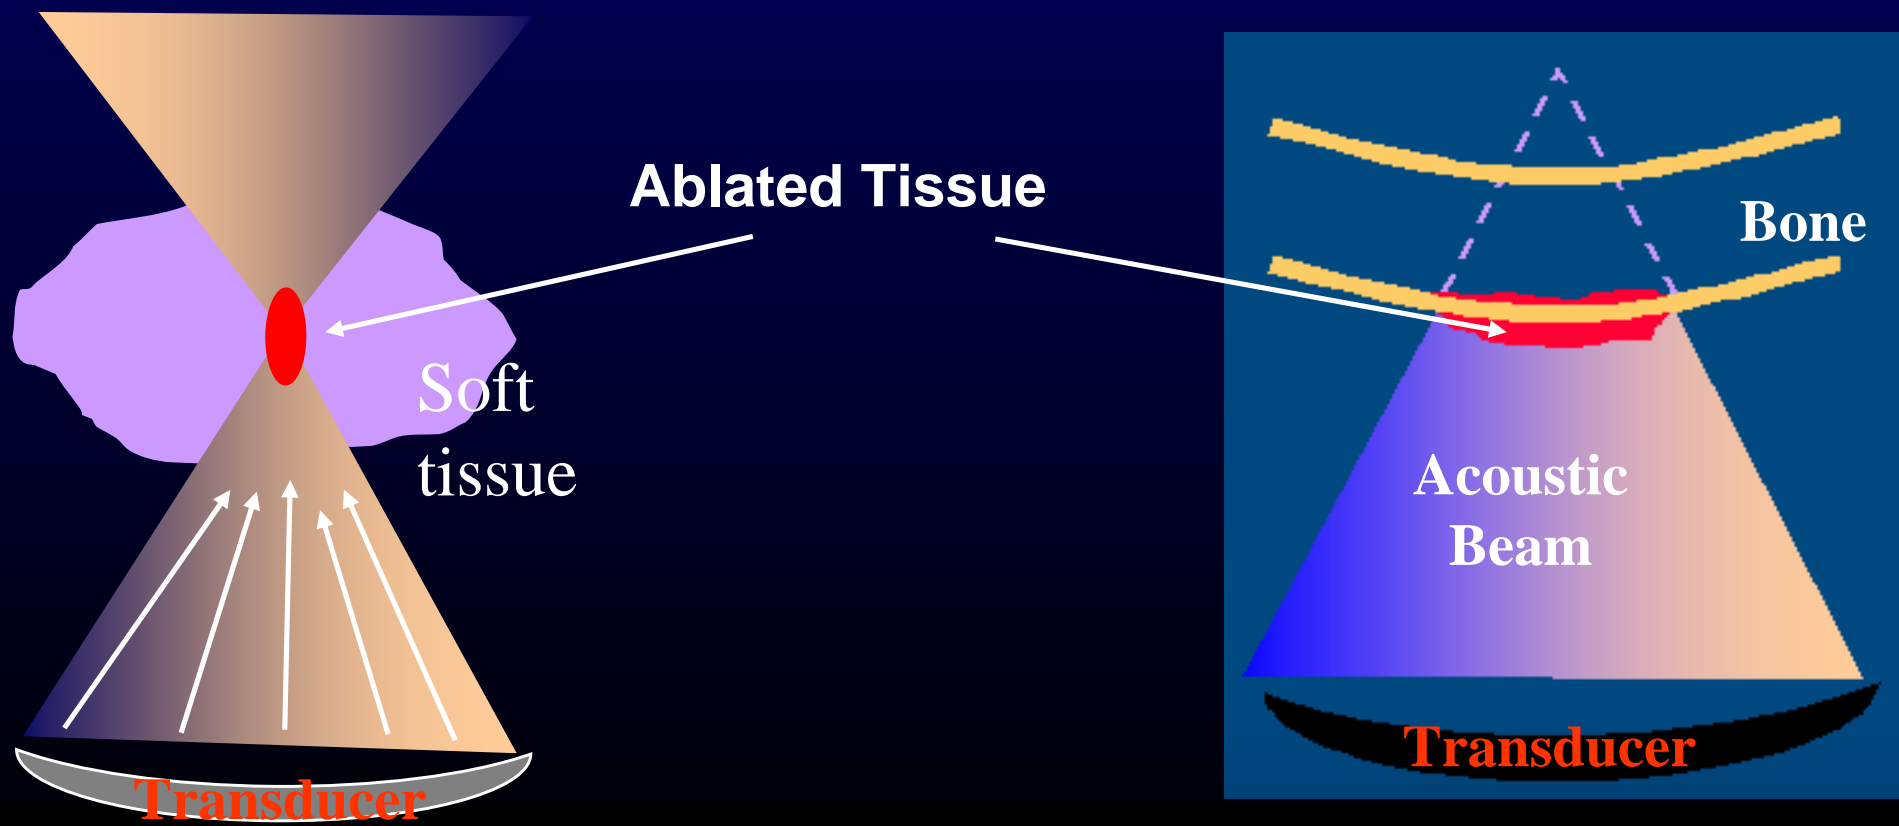 Ablated Tissue
Soft
tissue
Transducer
Bone
Acoustic
Beam
Transducer